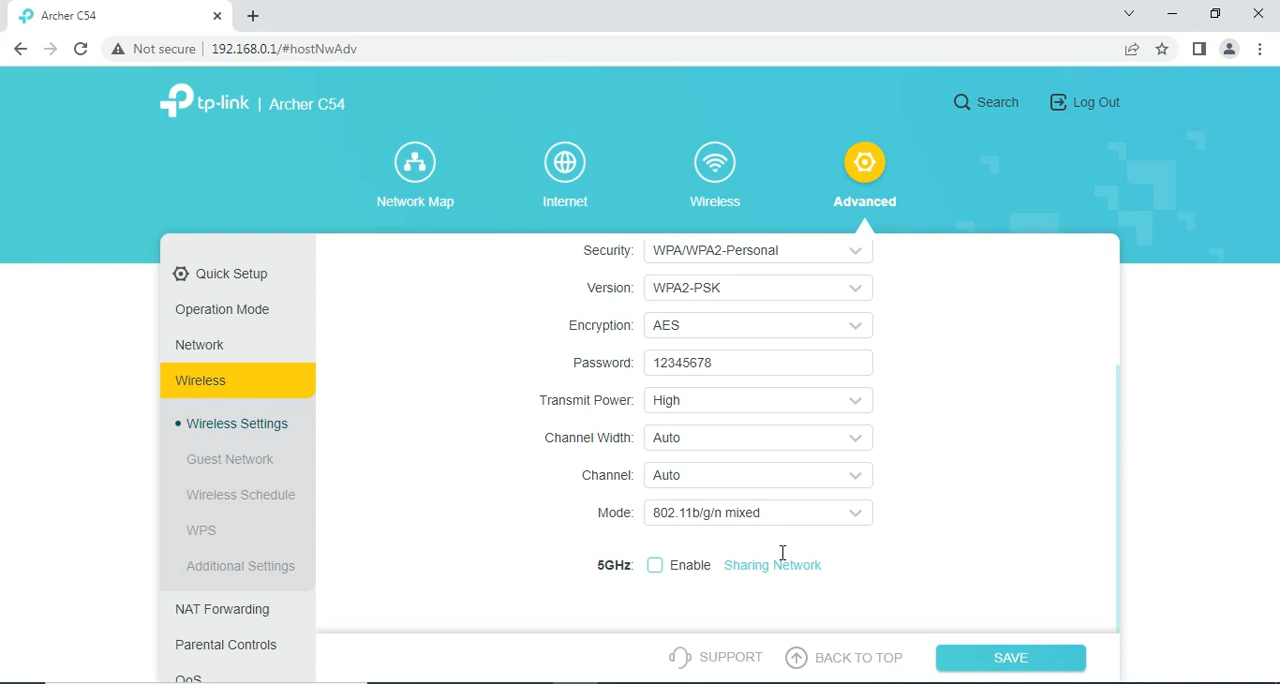 Archer C54
Not secure 192.168.0.1/#hostNwAdv
tp-link | Archer C54
Search
Log Out
Network Map
Internet
Wireless
Advanced
Quick Setup
Operation Mode
Network
Wireless
Wireless Settings
Guest Network
Wireless Schedule
WPS
Additional Settings
NAT Forwarding
Parental Controls
QoS
Security: WPA/WPA2-Personal
Version: WPA2-PSK
Encryption: AES
Password: 12345678
Transmit Power: High
Channel Width: Auto
Channel: Auto
Mode: 802.11b/g/n mixed
5GHz: Enable Sharing Network
SUPPORT
BACK TO TOP
SAVE